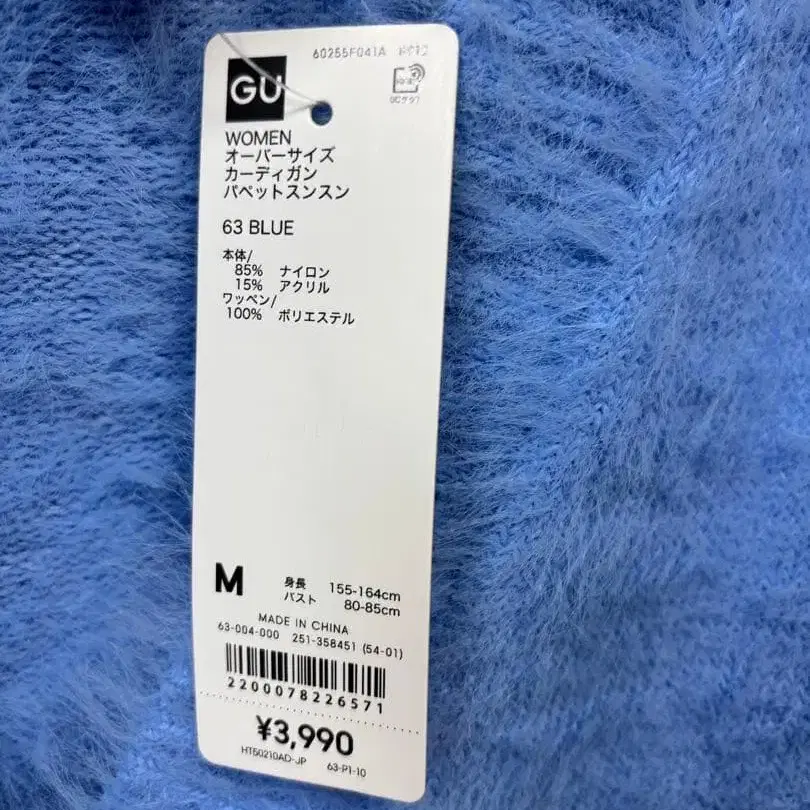 60255F041A
GU
WOMEN
オーバーサイズ
カーディガン
パペットスンスン
63 BLUE
本体/
85% ナイロン
15% アクリル
ワッペン/
100% ポリエステル
M 身長 155-164cm
バスト 80-85cm
MADE IN CHINA
63-004-000 251-358451 (54-01)
2200078226571
¥3,990
HT50210AD-JP 63-P1-10